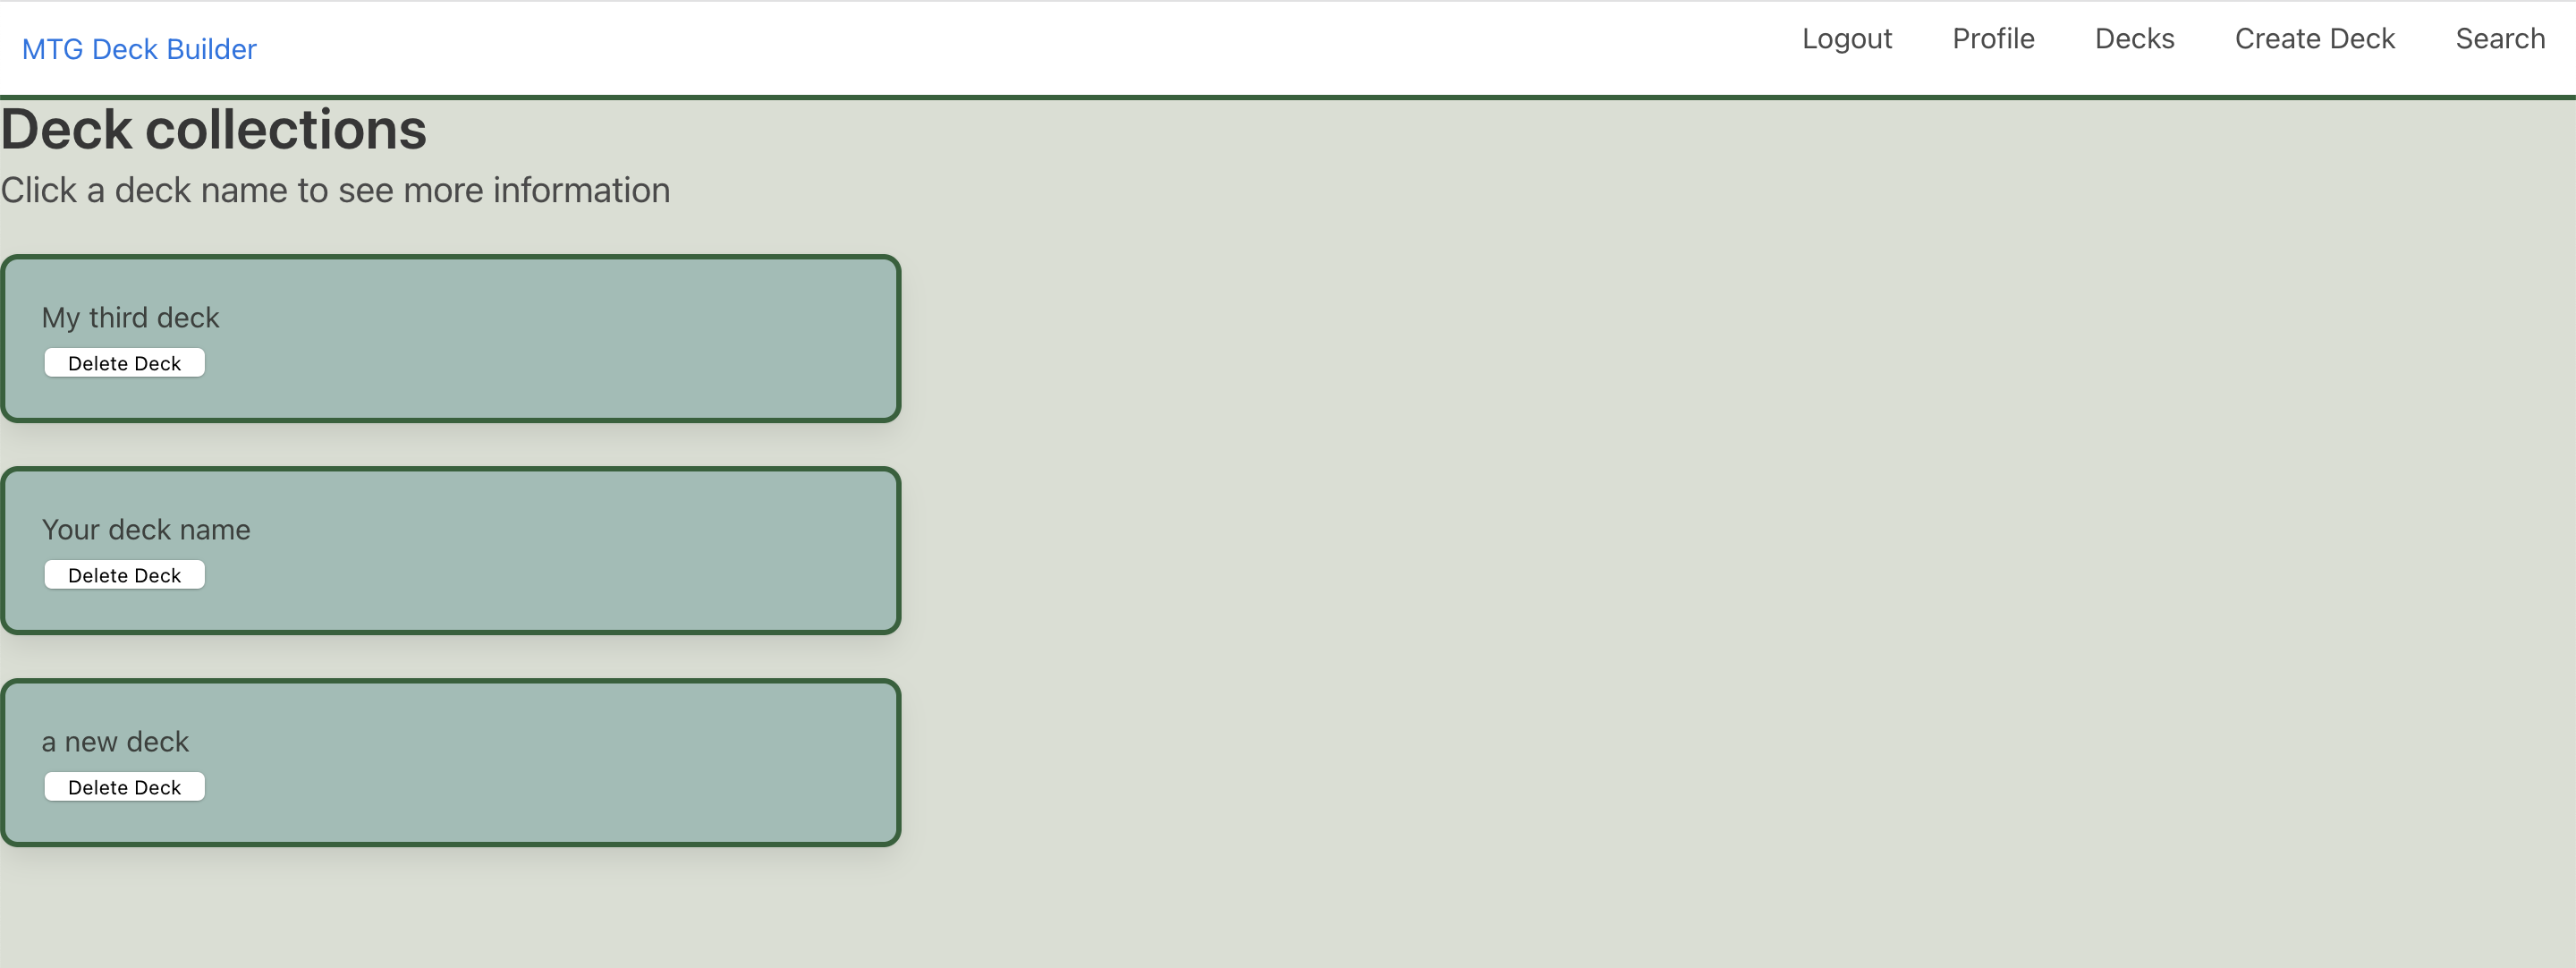 MTG Deck Builder
Logout Profile Decks Create Deck Search
Deck collections
Click a deck name to see more information
My third deck
Delete Deck
Your deck name
Delete Deck
a new deck
Delete Deck